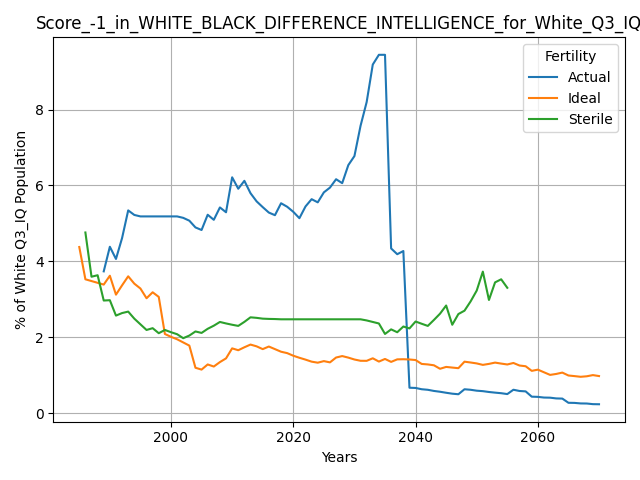 Score_-1_in_WHITE_BLACK_DIFFERENCE_INTELLIGENCE_for_White_Q3_IQ
% of White Q3_IQ Population
8
6
4
2
0
Fertility
Actual
Ideal
Sterile
2000 2020 2040 2060
Years